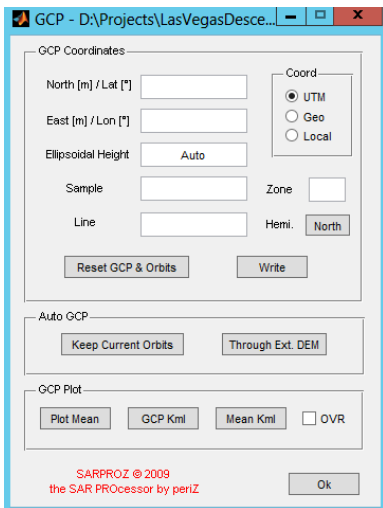 GCP - D:\Projects\LasVegasDesce...
GCP Coordinates
North [m] / Lat [°]
Coord
UTM
East [m] / Lon [°]
Geo
Local
Ellipsoidal Height Auto
Sample Zone
Line Hemi. North
Reset GCP & Orbits Write
Auto GCP
Keep Current Orbits Through Ext. DEM
GCP Plot
Plot Mean GCP Kml Mean Kml OVR
SARPROZ @ 2009
the SAR PROcessor by periZ
Ok